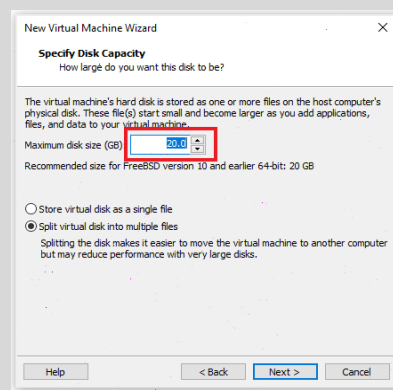 New Virtual Machine Wizard
Specify Disk Capacity
How large do you want this disk to be?
The virtual machine's hard disk is stored as one or more files on the host computer's
physical disk. These file(s) start small and become larger as you add applications,
files, and data to your virtual machine.
Maximum disk size (GB): 20.0
Recommended size for FreeBSD version 10 and earlier 64-bit: 20 GB
Store virtual disk as a single file
Split virtual disk into multiple files
Splitting the disk makes it easier to move the virtual machine to another computer
but may reduce performance with very large disks.
Help < Back Next > Cancel